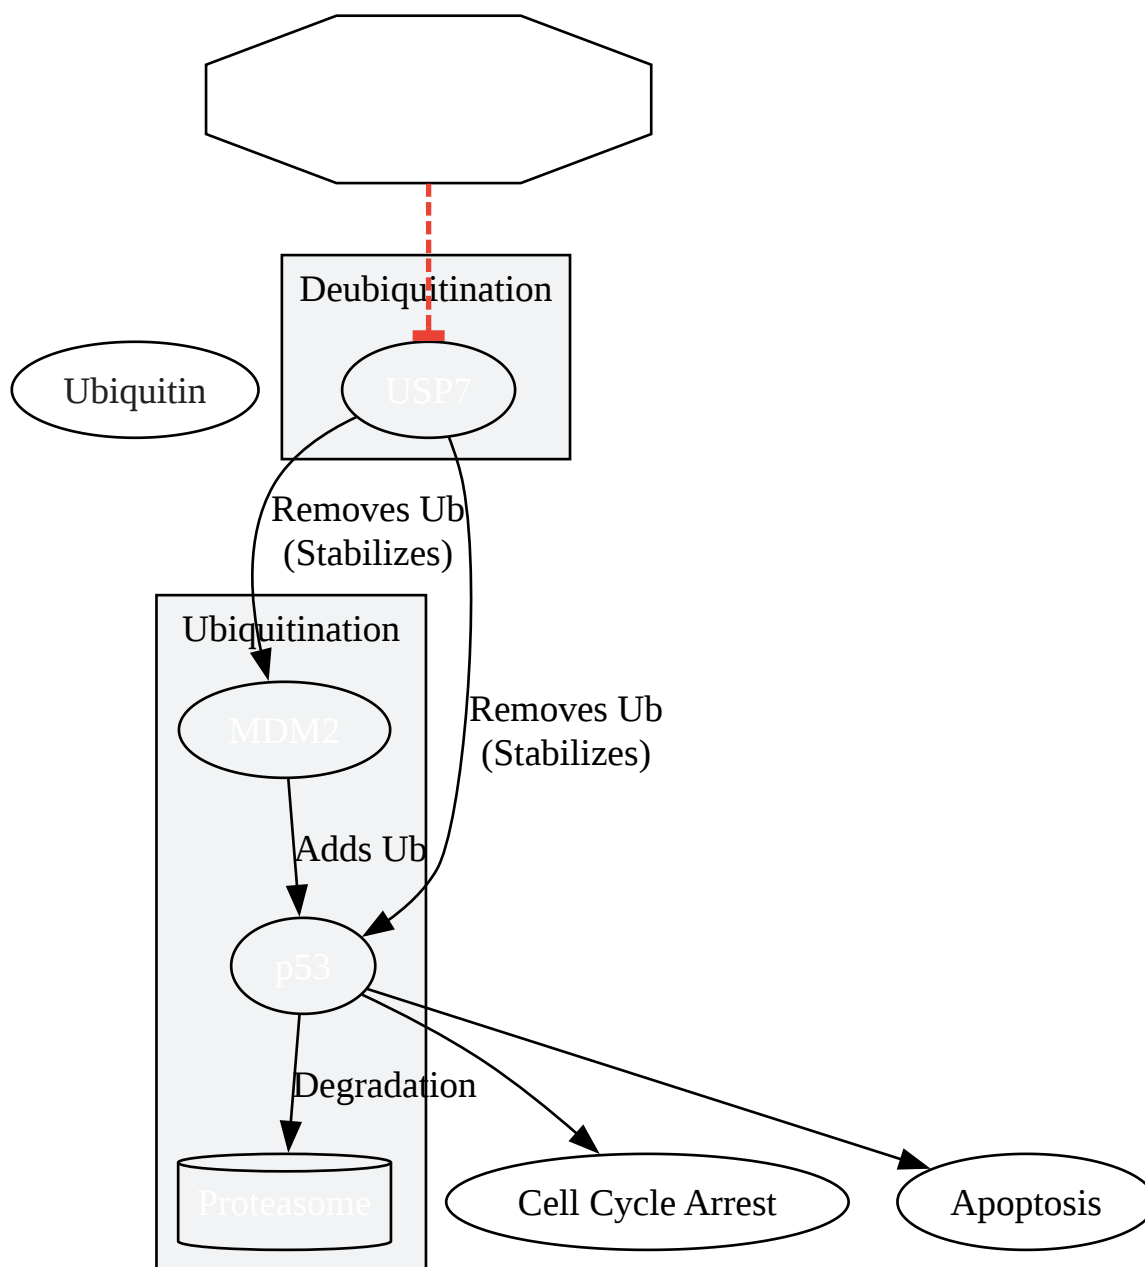 Deubiquitination
Ubiquitin
USP7
Removes Ub
(Stabilizes)
Ubiquitination
Removes Ub
(Stabilizes)
MDM2
Adds Ub
p53
Degradation
Proteasome
Cell Cycle Arrest
Apoptosis